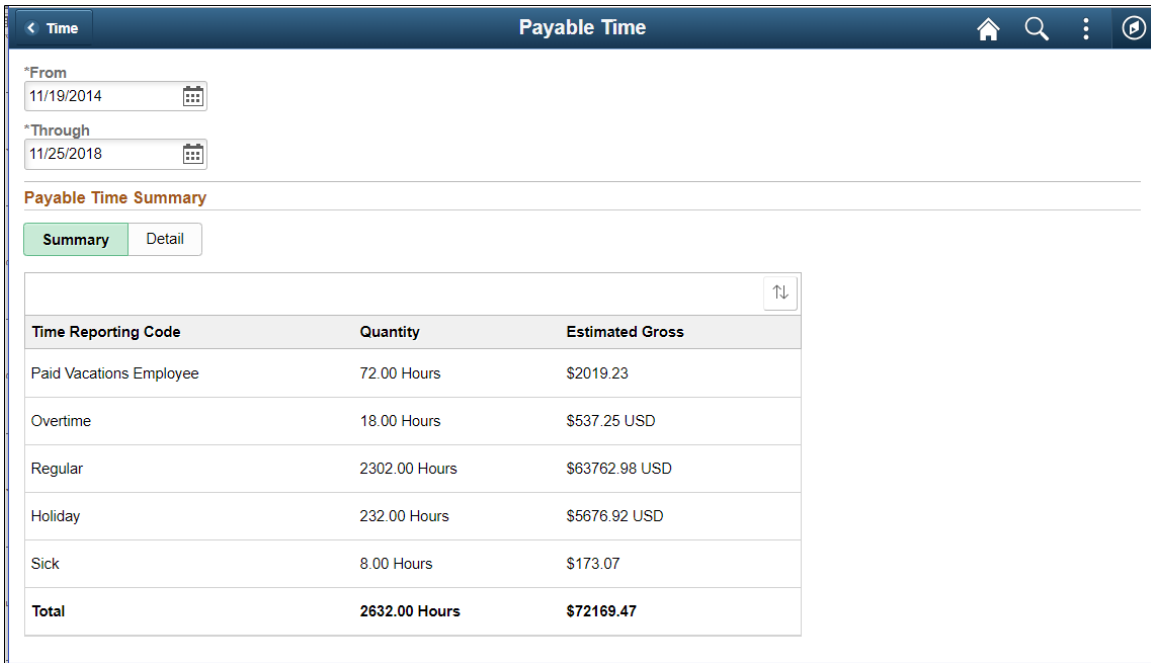 Time
Payable Time
*From
11/19/2014
*Through
11/25/2018
Payable Time Summary
Summary Detail
Time Reporting Code Quantity Estimated Gross
Paid Vacations Employee 72.00 Hours $2019.23
Overtime 18.00 Hours $537.25 USD
Regular 2302.00 Hours $63762.98 USD
Holiday 232.00 Hours $5676.92 USD
Sick 8.00 Hours $173.07
Total 2632.00 Hours $72169.47